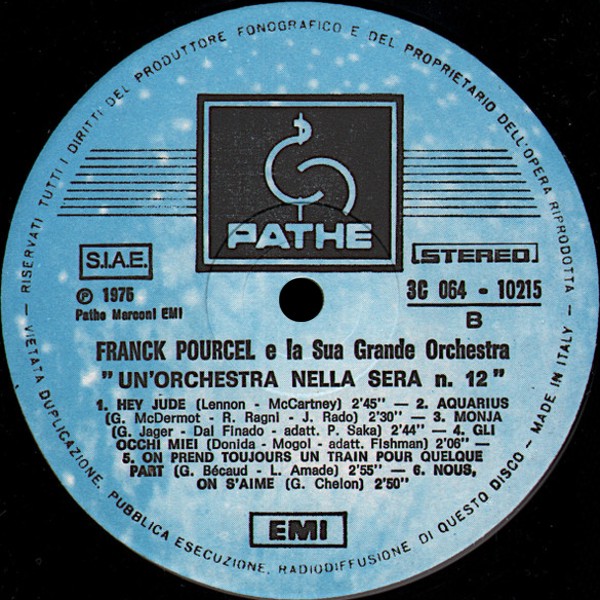 RISERVATI TUTTI I DIRITTI DEL PRODUTTORE FONOGRAFICO E DEL PROPRIETARIO DELL'OPERA RIPRODOTTA –
PATHE
S.I.A.E.
STEREO
℗ 1975
Pathe Marconi EMI
3C 064 - 10215
B
FRANCK POURCEL e la Sua Grande Orchestra
"UN'ORCHESTRA NELLA SERA n. 12"
1. HEY JUDE (Lennon - McCartney) 2'45" — 2. AQUARIUS
(G. McDermot - R. Ragni - J. Rado) 2'30" — 3. MONJA
(G. Jager - Dal Finado - adatt. P. Saka) 2'44" — 4. GLI
OCCHI MIEI (Donida - Mogol - adatt. Fishman) 2'06" —
5. ON PREND TOUJOURS UN TRAIN POUR QUELQUE
PART (G. Bécaud - L. Amade) 2'55" — 6. NOUS,
ON S'AIME (G. Chelon) 2'50"
EMI
– VIETATA DUPLICAZIONE, PUBBLICA ESECUZIONE, RADIODIFFUSIONE DI QUESTO DISCO - MADE IN ITALY –